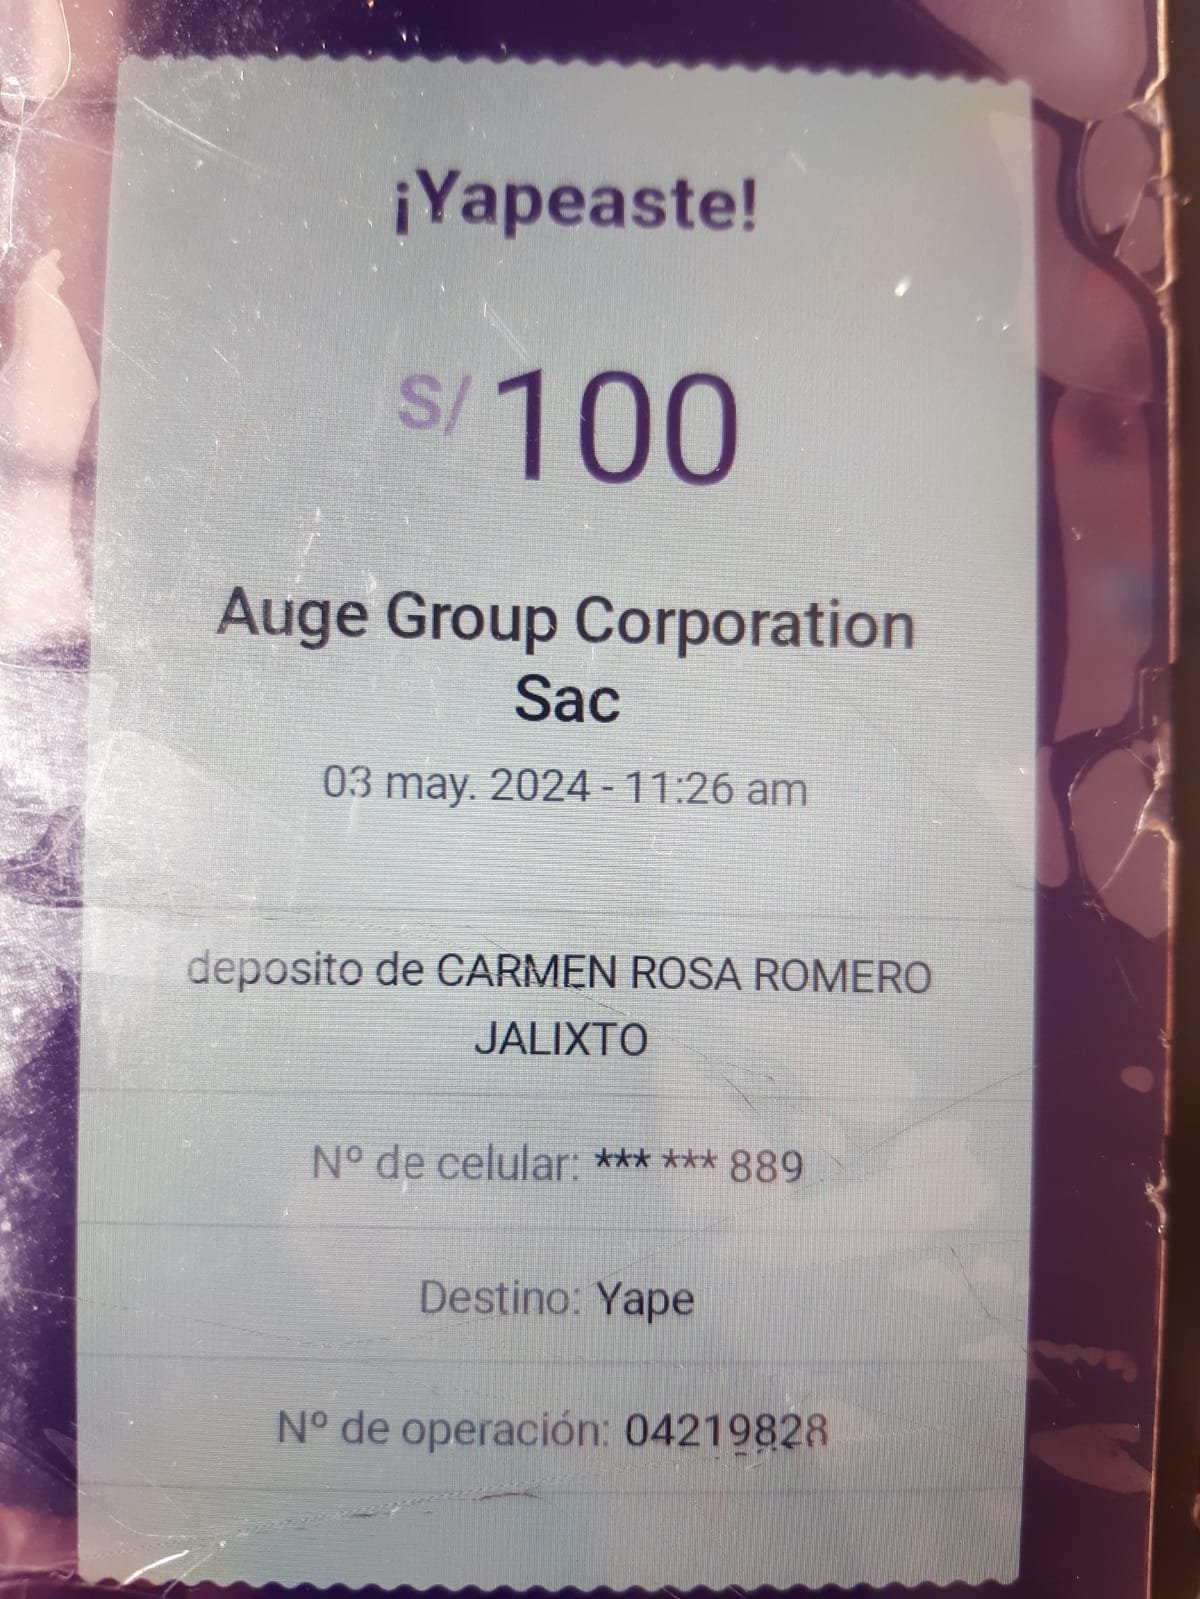 ¡Yapeaste!
S/ 100
Auge Group Corporation
Sac
03 may. 2024 - 11:26 am
deposito de CARMEN ROSA ROMERO
JALIXTO
Nº de celular: *** *** 889
Destino: Yape
Nº de operación: 04219828